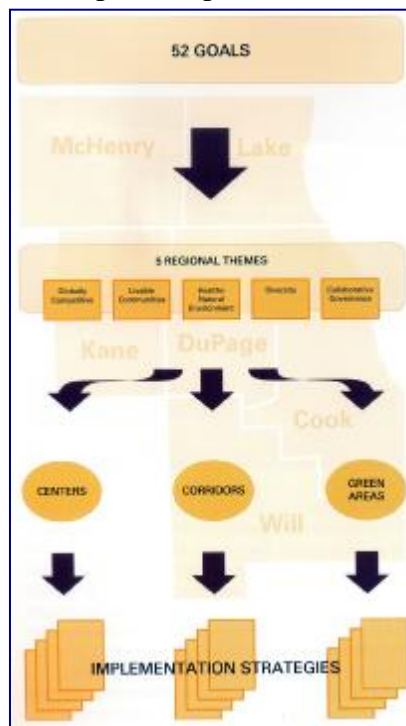 52 GOALS
McHenry
Lake
5 REGIONAL THEMES
Globally
Competitive
Livable
Communities
Healthy
Natural
Environment
Diversity
Collaborative
Governance
Kane
DuPage
Cook
CENTERS
CORRIDORS
GREEN
AREAS
Will
IMPLEMENTATION STRATEGIES